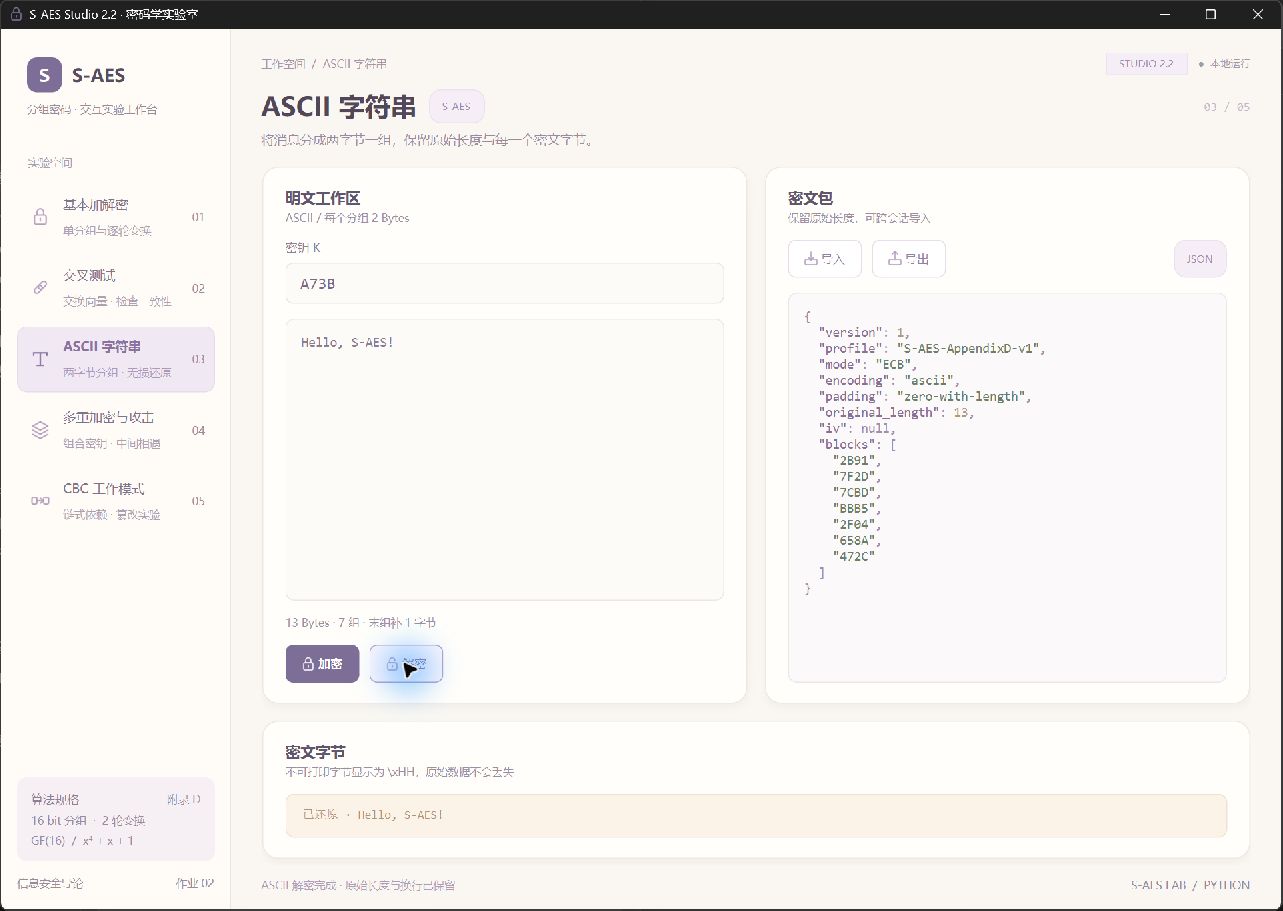 S-AES Studio 2.2 · 密码学实验室
S
S-AES
分组密码 · 交互实验工作台
实验空间
基本加解密
单分组与逐轮变换
01
交叉测试
交换向量 · 检查一致性
02
ASCII 字符串
两字节分组 · 无损还原
03
多重加密与攻击
组合密钥 · 中间相遇
04
CBC 工作模式
链式依赖 · 篡改实验
05
算法规格
附录 D
16 bit 分组 · 2 轮变换
GF(16) / x⁴ + x + 1
信息安全导论
作业 02
工作空间 / ASCII 字符串
STUDIO 2.2
● 本地运行
ASCII 字符串
S-AES
03 / 05
将消息分成两字节一组，保留原始长度与每一个密文字节。
明文工作区
ASCII / 每个分组 2 Bytes
密钥 K
A73B
Hello, S-AES!
13 Bytes · 7 组 · 末组补 1 字节
加密
密文包
保留原始长度，可跨会话导入
导入
导出
JSON
{
"version": 1,
"profile": "S-AES-AppendixD-v1",
"mode": "ECB",
"encoding": "ascii",
"padding": "zero-with-length",
"original_length": 13,
"iv": null,
"blocks": [
"2B91",
"7F2D",
"7CBD",
"BBB5",
"2F04",
"658A",
"472C"
]
}
密文字节
不可打印字节显示为 \xHH，原始数据不会丢失
已还原 · Hello, S-AES!
ASCII 解密完成 · 原始长度与换行已保留
S-AES LAB / PYTHON